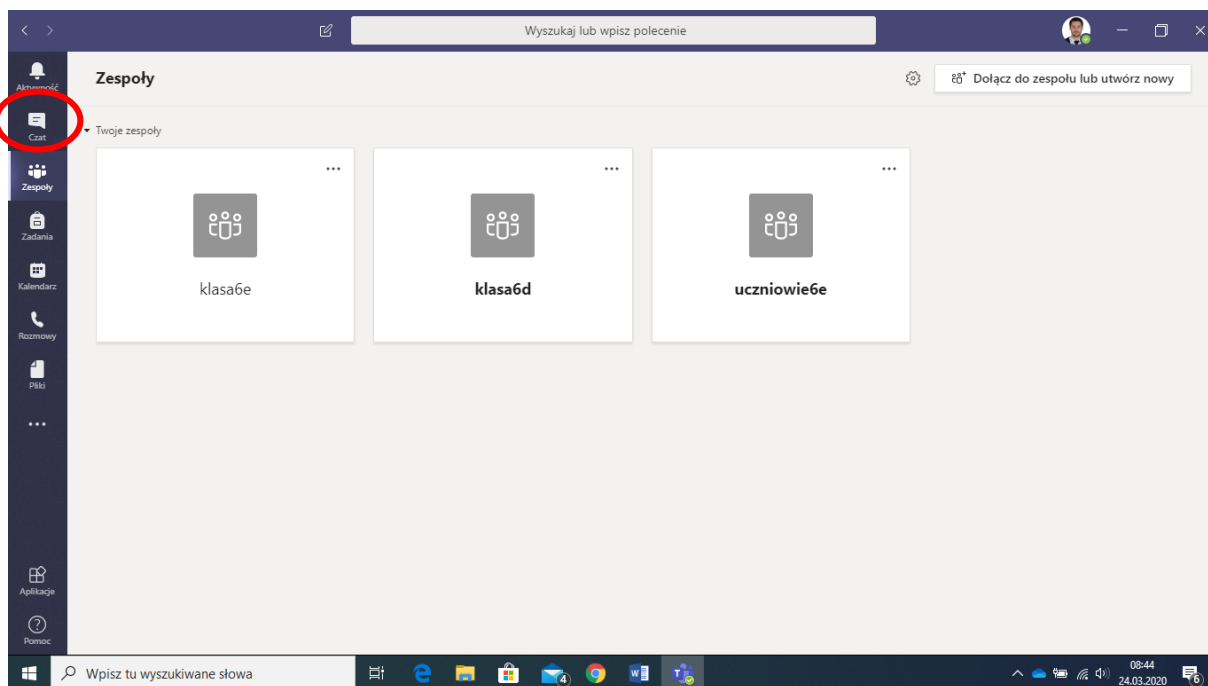 Wyszukaj lub wpisz polecenie
Aktywność
Zespoły
Dołącz do zespołu lub utwórz nowy
Czat
Twoje zespoły
Zespoły
Zadania
Kalendarz
klasa6e
klasa6d
uczniowie6e
Rozmowy
Pliki
Aplikacje
Pomoc
Wpisz tu wyszukiwane słowa
4
08:44
24.03.2020
6